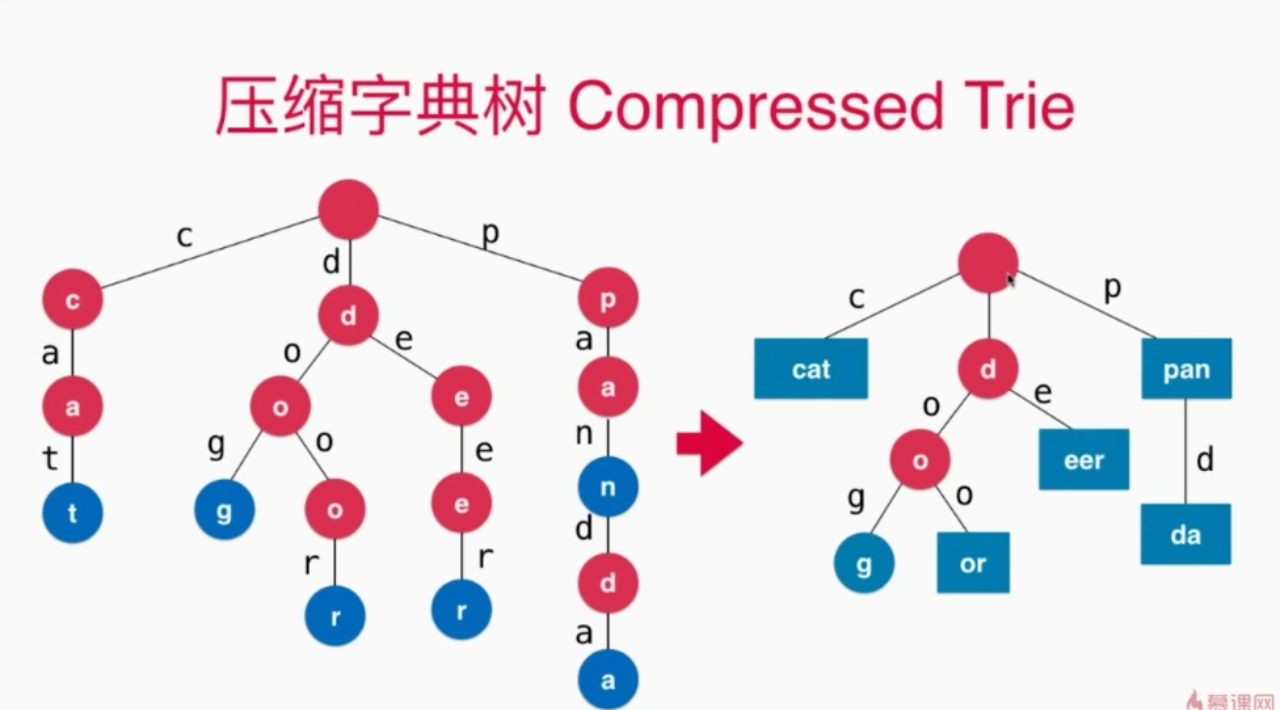 压缩字典树 Compressed Trie
c
d
p
c
d
p
a
o
e
a
a
o
e
a
t
g
o
e
n
t
g
o
e
n
r
r
d
r
r
d
a
a
c
p
cat
d
pan
o
e
o
eer
d
g
o
g
or
da
慕课网